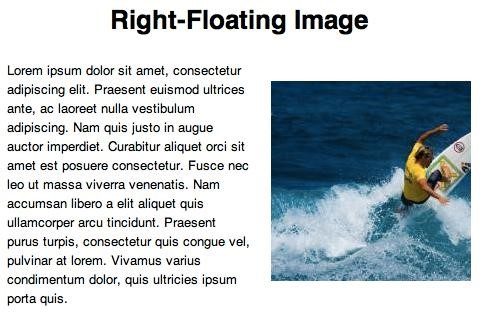 Right-Floating Image
Lorem ipsum dolor sit amet, consectetur
adipiscing elit. Praesent euismod ultrices
ante, ac laoreet nulla vestibulum
adipiscing. Nam quis justo in augue
auctor imperdiet. Curabitur aliquet orci sit
amet est posuere consectetur. Fusce nec
leo ut massa viverra venenatis. Nam
accumsan libero a elit aliquet quis
ullamcorper arcu tincidunt. Praesent
purus turpis, consectetur quis congue vel,
pulvinar at lorem. Vivamus varius
condimentum dolor, quis ultricies ipsum
porta quis.